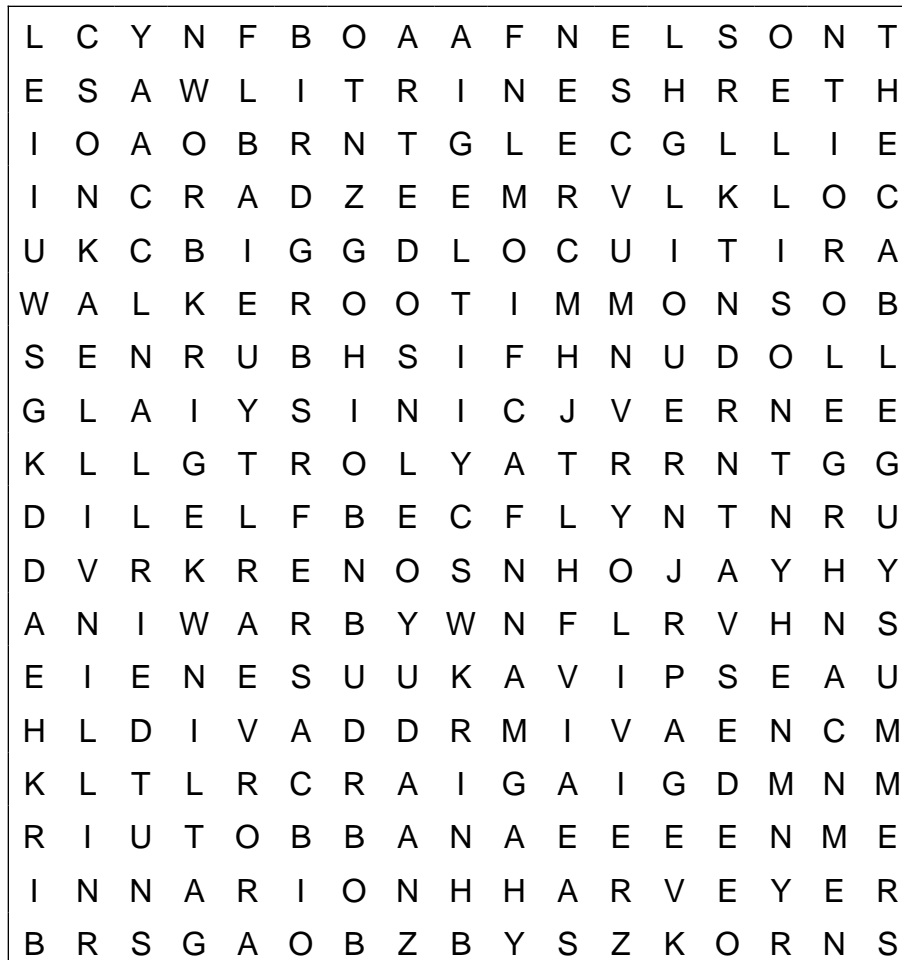 L C Y N F B O A A F N E L S O N T
E S A W L I T R I N E S H R E T H
I O A O B R N T G L E C G L L I E
I N C R A D Z E E M R V L K L O C
U K C B I G G D L O C U I T I R A
W A L K E R O O T I M M O N S O B
S E N R U B H S I F H N U D O L L
G L A I Y S I N I C J V E R N E E
K L L G T R O L Y A T R R N T G G
D I L E L F B E C F L Y N T N R U
D V R K R E N O S N H O J A Y H Y
A N I W A R B Y W N F L R V H N S
E I E N E S U U K A V I P S E A U
H L D I V A D D R M I V A E N C M
K L T L R C R A I G A I G D M N M
R I U T O B B A N A E E E E N M E
I N N A R I O N H H A R V E Y E R
B R S G A O B Z B Y S Z K O R N S